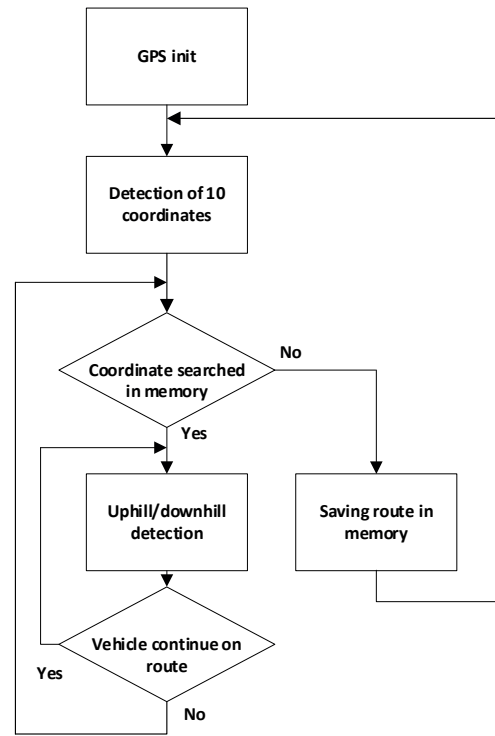 GPS init
Detection of 10
coordinates
Coordinate searched
in memory
No
Yes
Uphill/downhill
detection
Saving route in
memory
Vehicle continue on
route
Yes
No